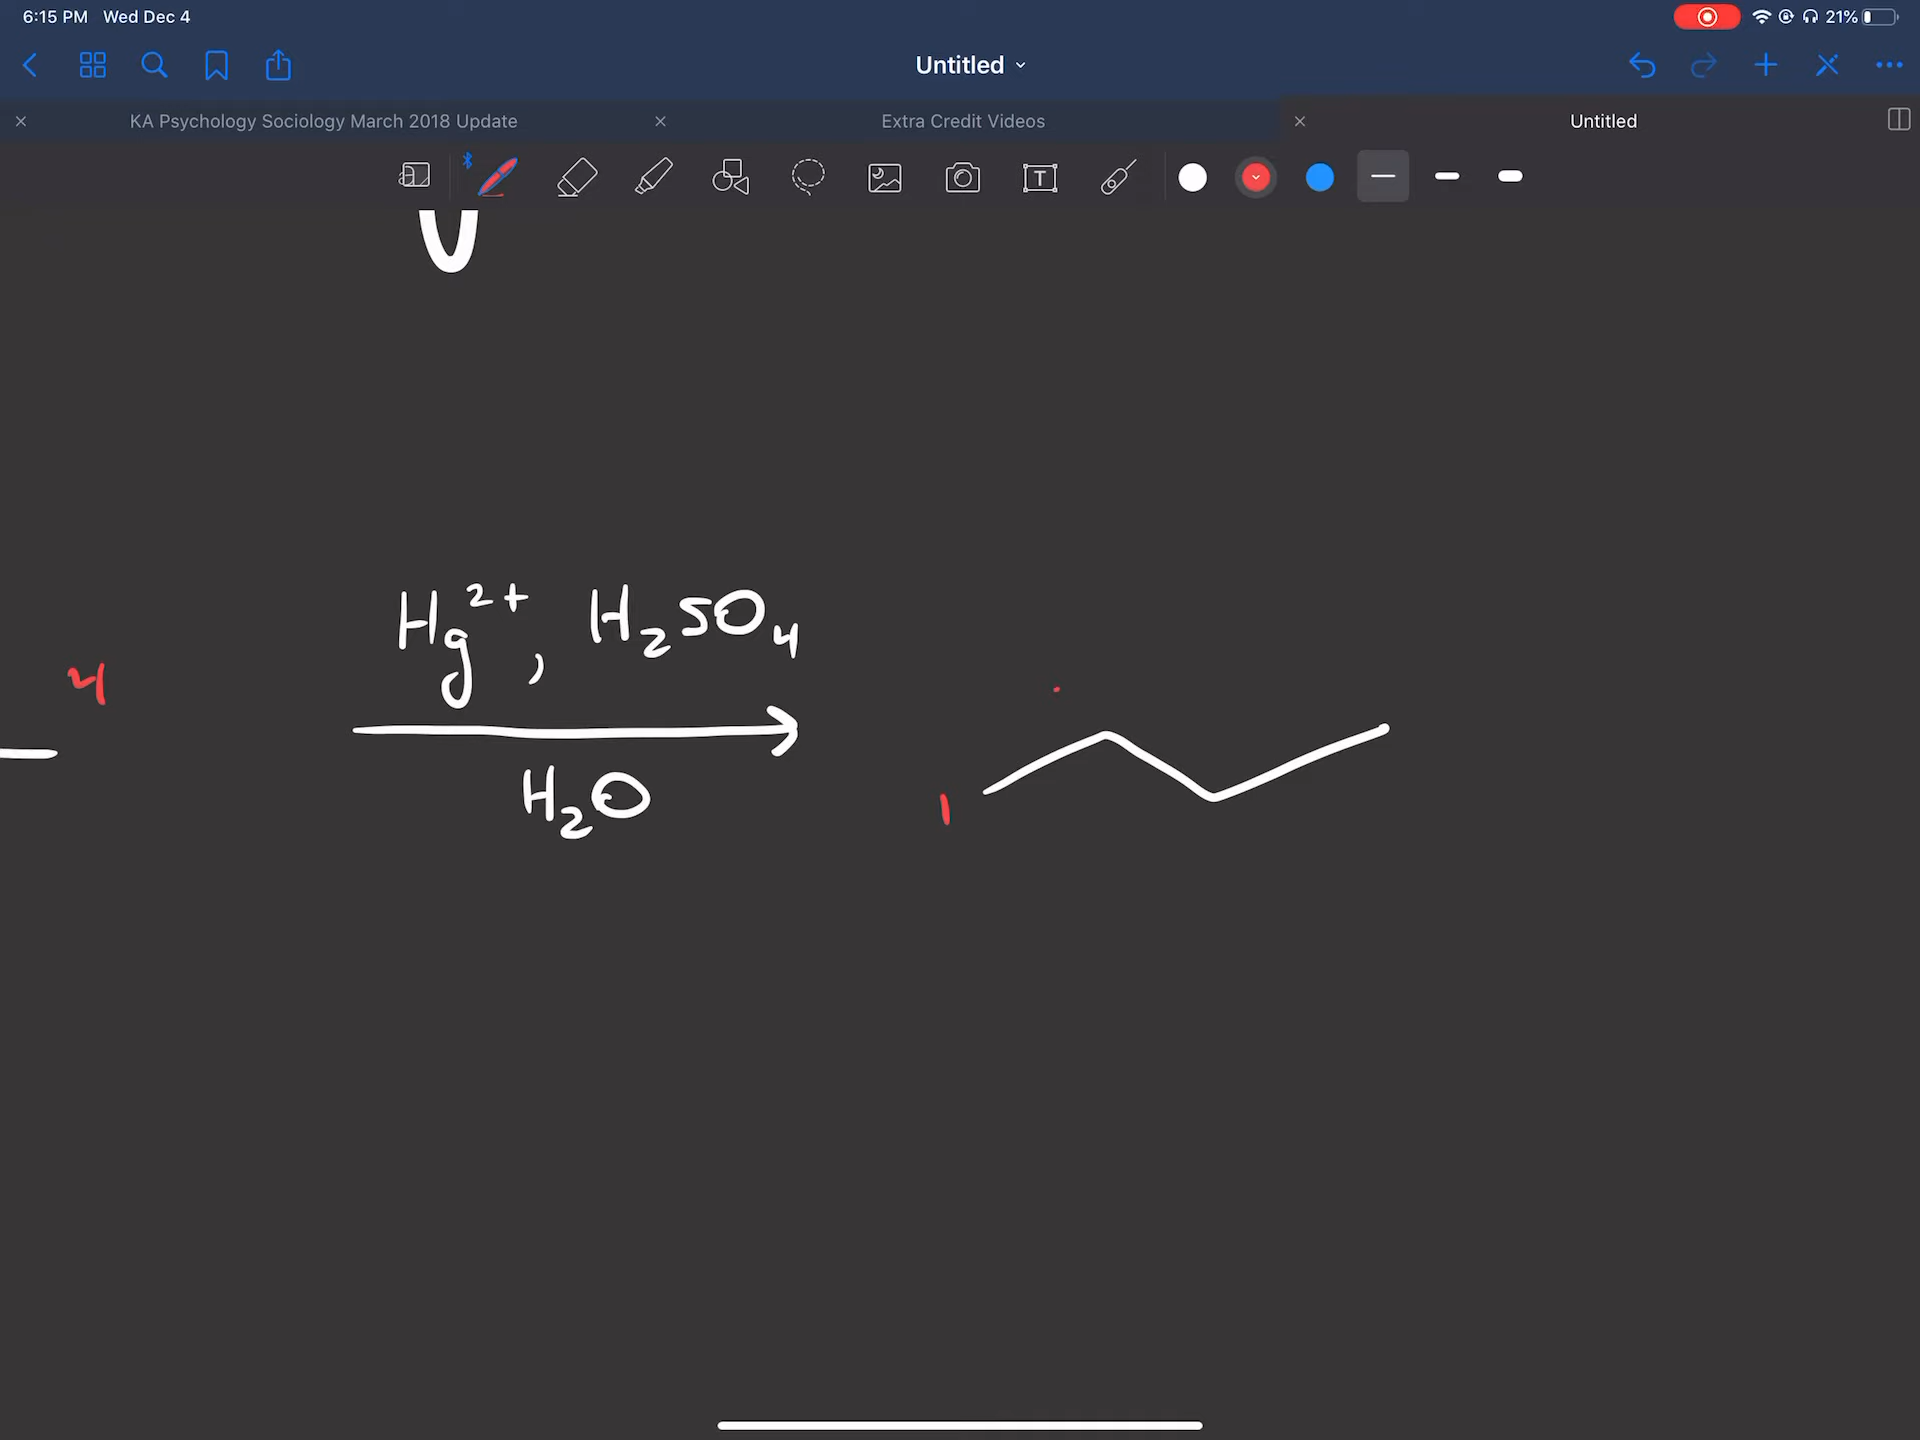 6:15 PM Wed Dec 4
21%
Untitled
KA Psychology Sociology March 2018 Update
Extra Credit Videos
Untitled
T
Hg²⁺, H₂SO₄
4
H₂O
1